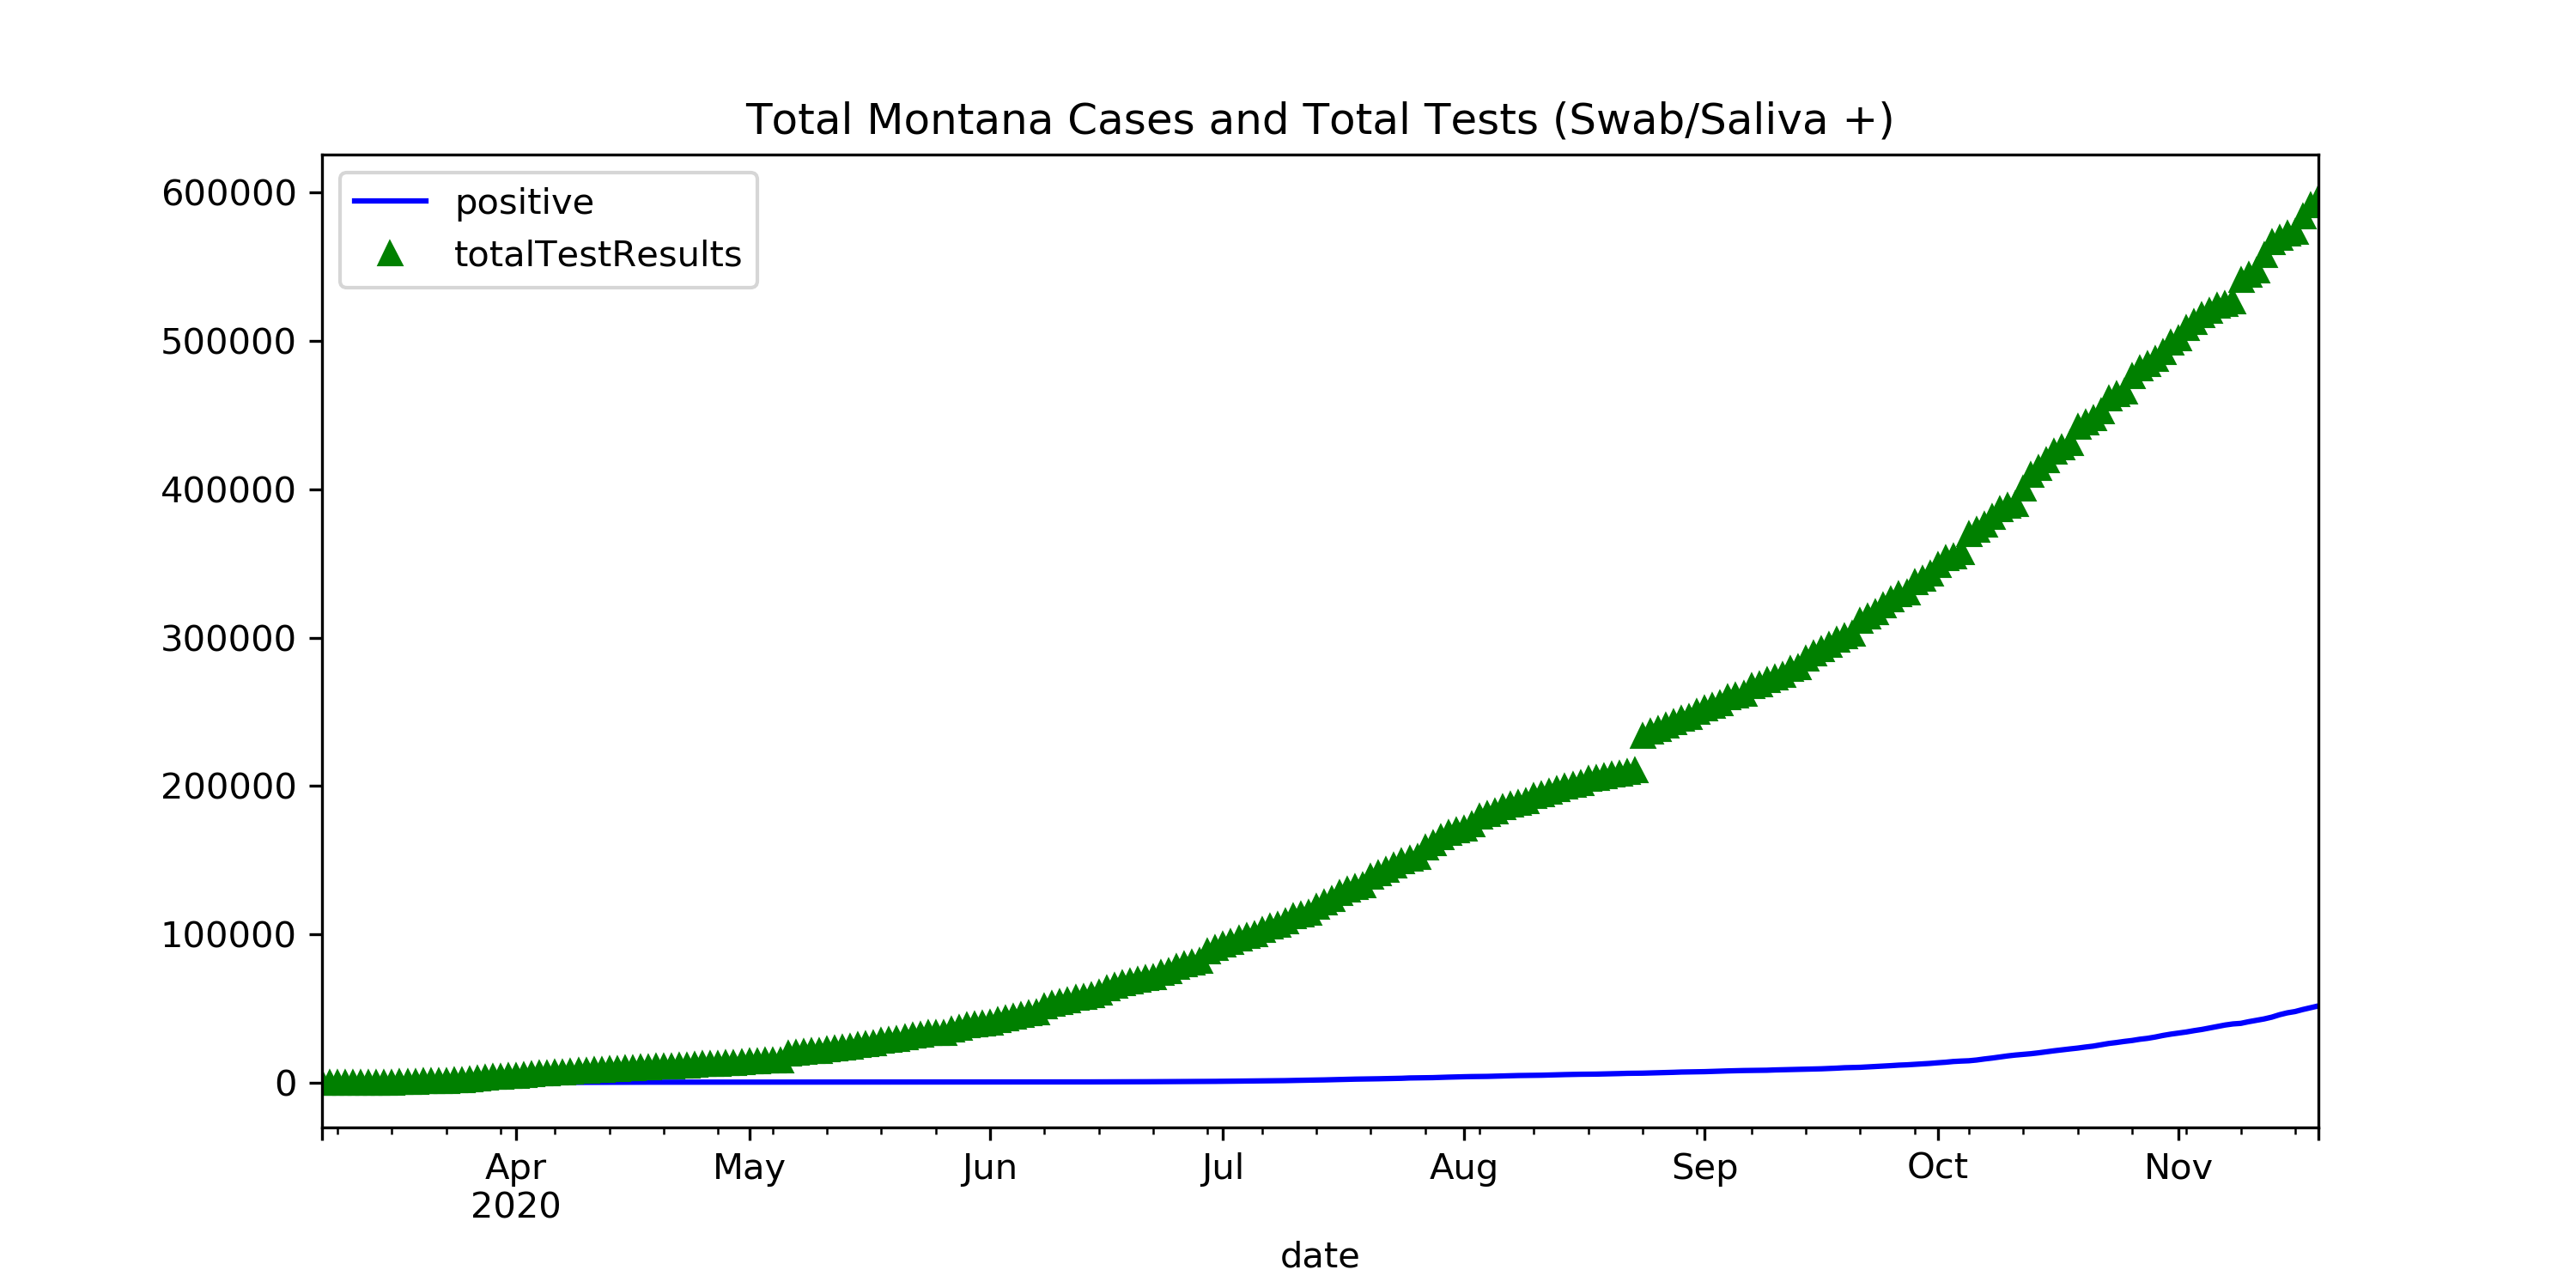 Total Montana Cases and Total Tests (Swab/Saliva +)
positive
totalTestResults
600000
500000
400000
300000
200000
100000
0
Apr May Jun Jul Aug Sep Oct Nov
2020
date